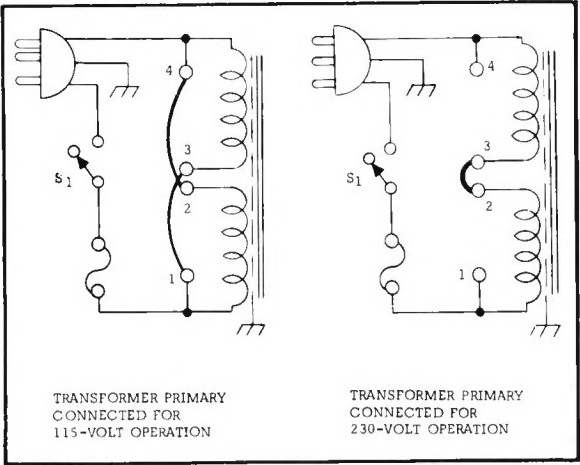 4
3
S1
2
1
TRANSFORMER PRIMARY
CONNECTED FOR
115-VOLT OPERATION
4
3
S1
2
1
TRANSFORMER PRIMARY
CONNECTED FOR
230-VOLT OPERATION